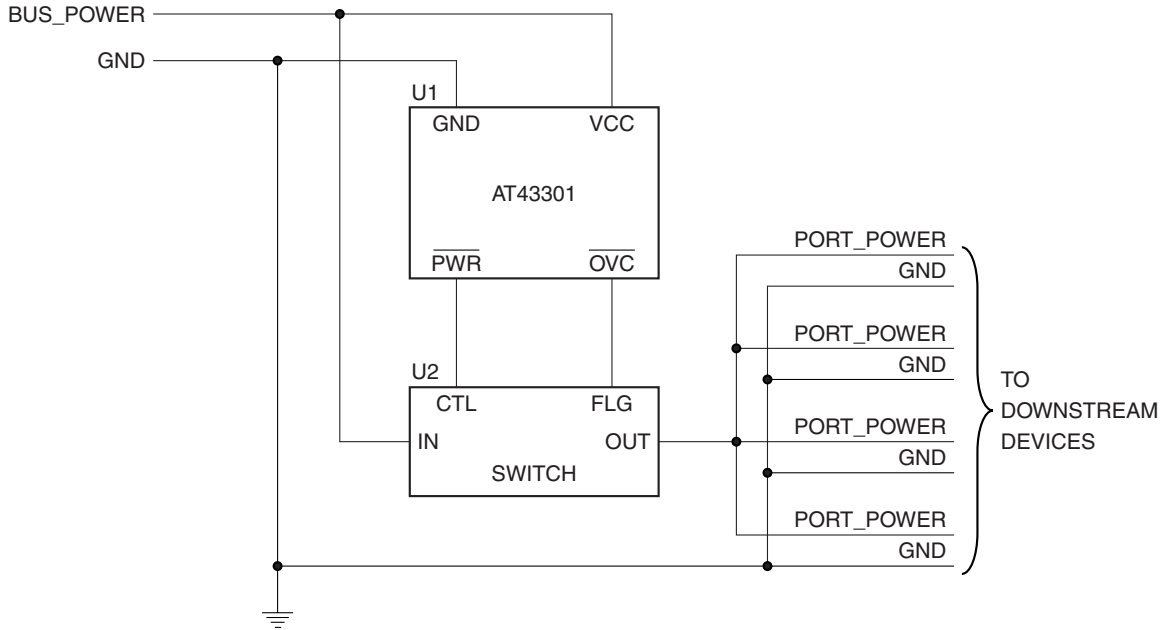 BUS_POWER
GND
U1
GND VCC
AT43301
PWR OVC
U2
CTL FLG
IN OUT
SWITCH
PORT_POWER
GND
PORT_POWER
GND
PORT_POWER
GND
PORT_POWER
GND
TO
DOWNSTREAM
DEVICES